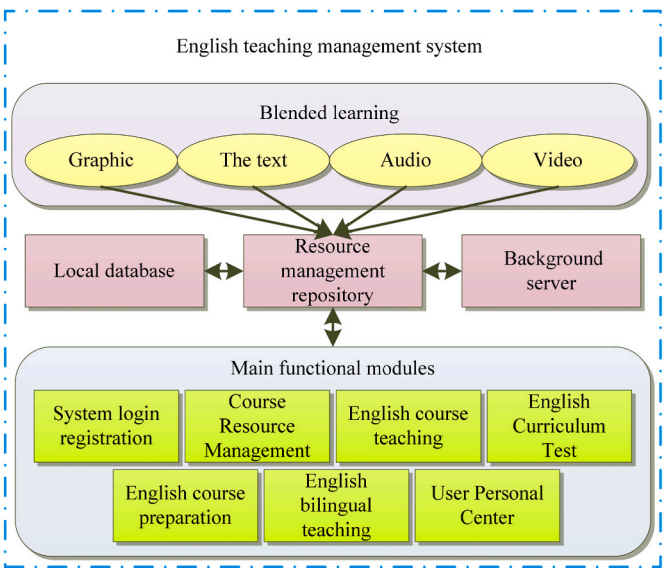 English teaching management system
Blended learning
Graphic
The text
Audio
Video
Local database
Resource
management
repository
Background
server
Main functional modules
System login
registration
Course
Resource
Management
English course
teaching
English
Curriculum
Test
English course
preparation
English
bilingual
teaching
User Personal
Center